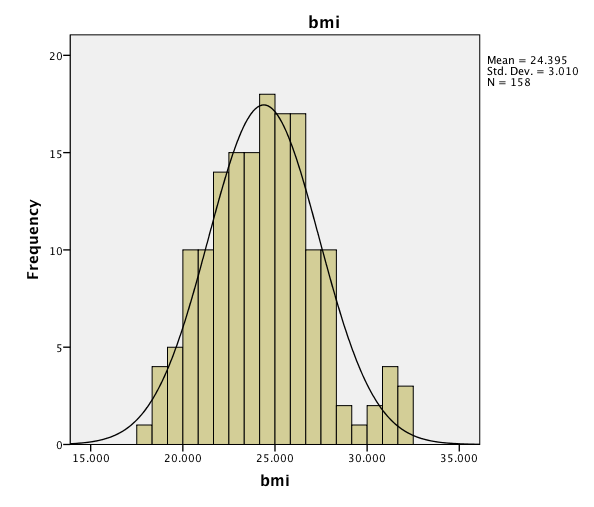 bmi
Mean = 24.395
Std. Dev. = 3.010
N = 158
Frequency
20
15
10
5
0
15.000 20.000 25.000 30.000 35.000
bmi